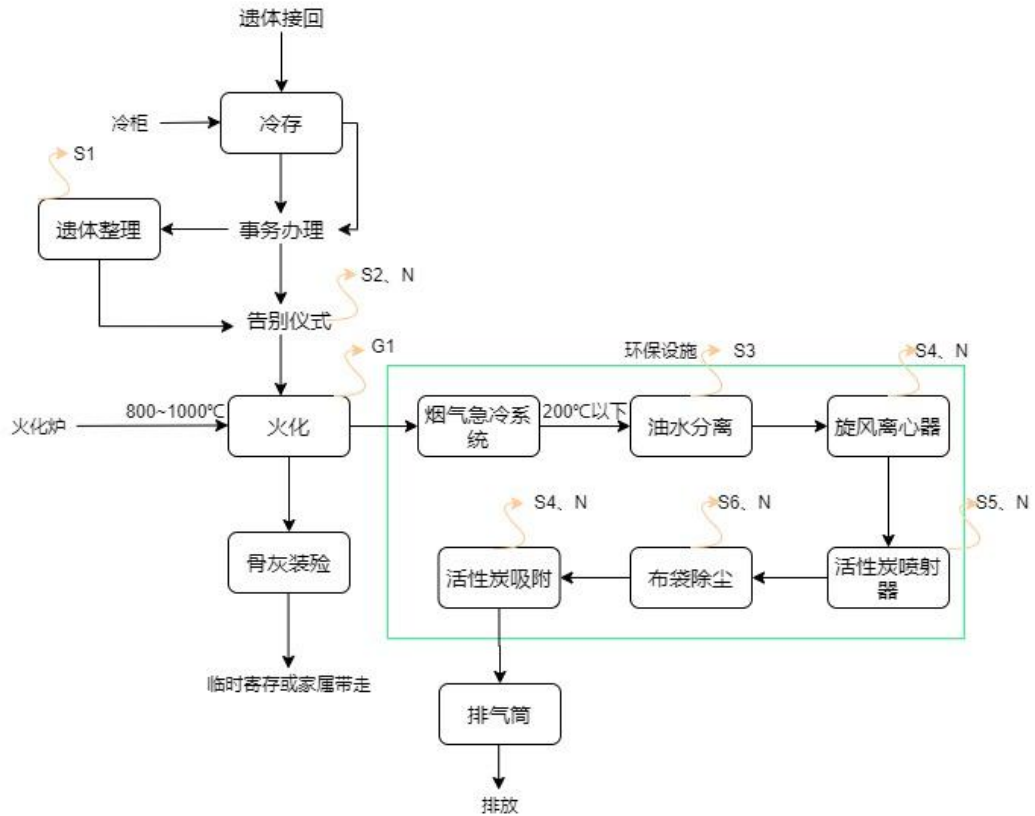 遗体接回
冷柜
冷存
S1
遗体整理
事务办理
S2、N
告别仪式
G1
环保设施
S3
S4、N
火化炉
800~1000℃
火化
烟气急冷系
统
200℃以下
油水分离
旋风离心器
S4、N
S6、N
S5、N
骨灰装殓
活性炭吸附
布袋除尘
活性炭喷射
器
临时寄存或家属带走
排气筒
排放